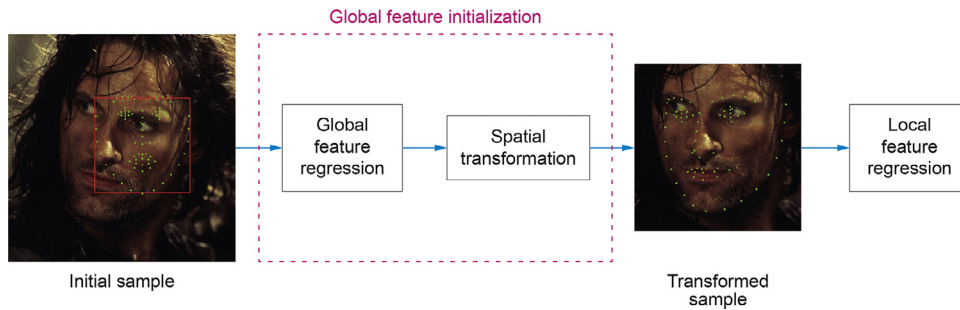 Global feature initialization
Global
feature
regression
Spatial
transformation
Local
feature
regression
Initial sample
Transformed
sample